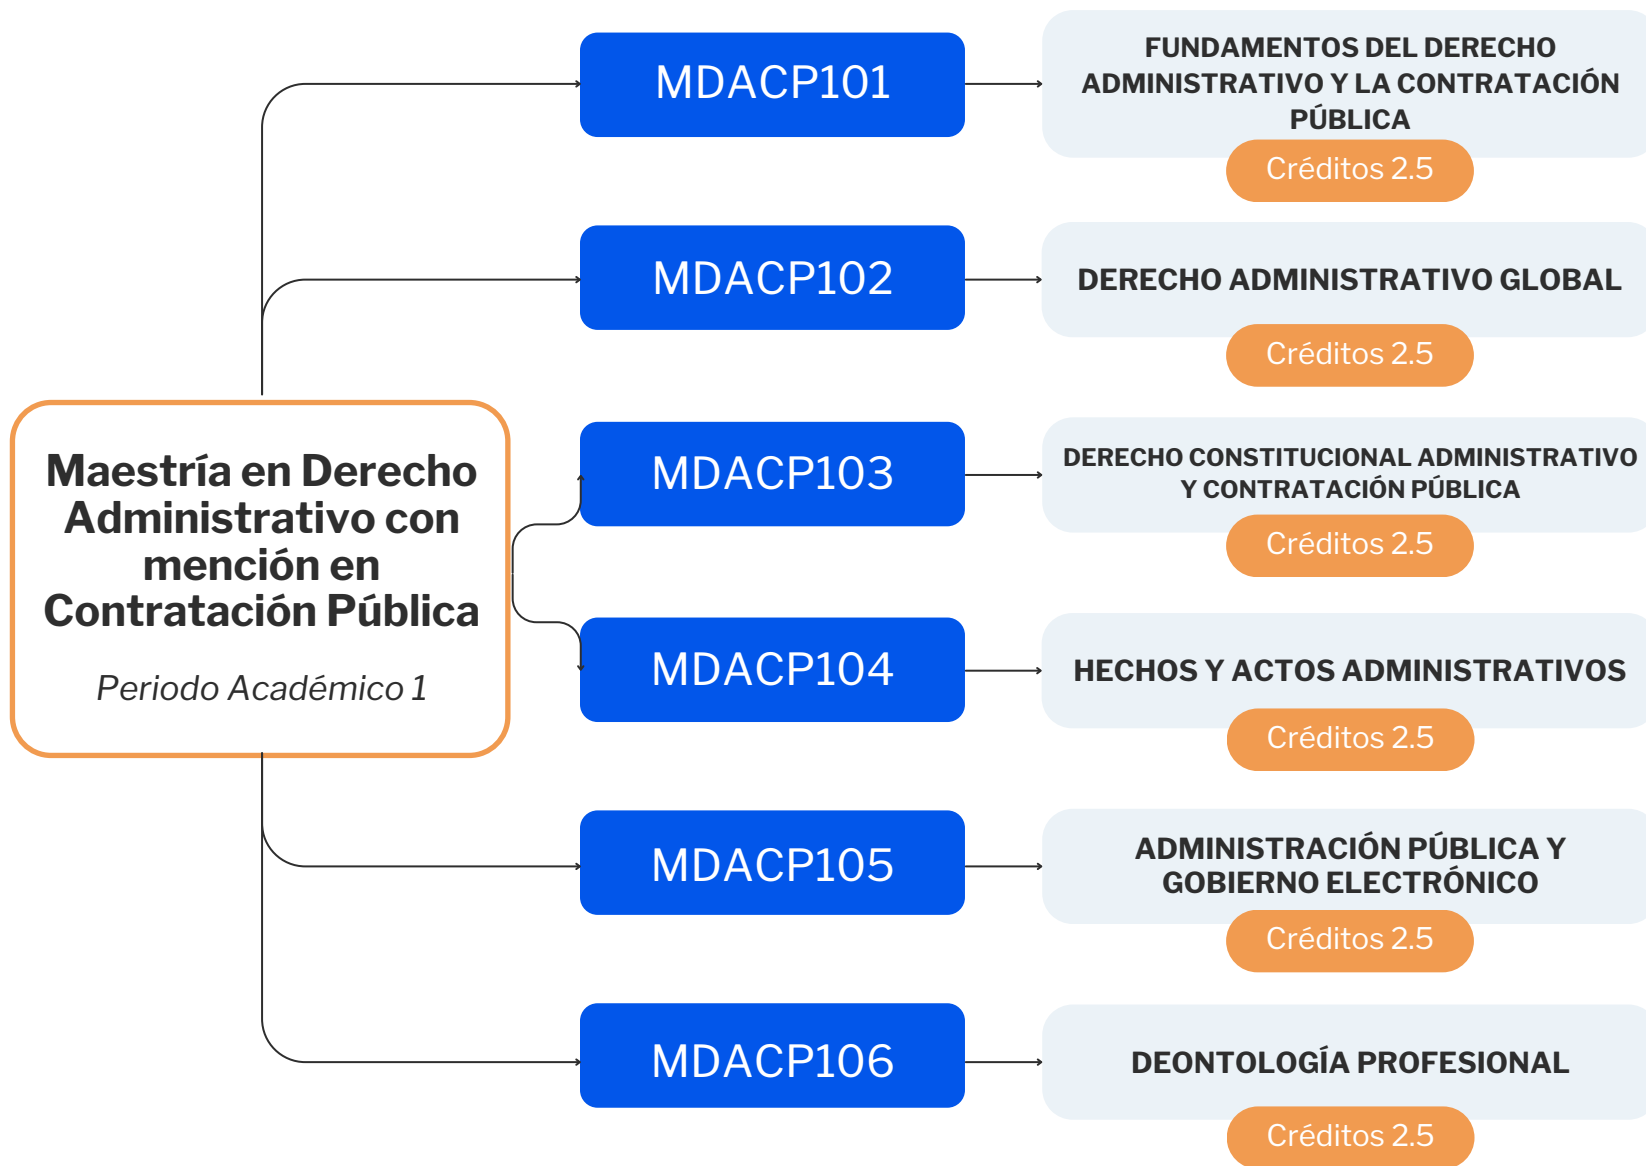 Maestría en Derecho
Administrativo con
mención en
Contratación Pública
Periodo Académico 1
MDACP101
FUNDAMENTOS DEL DERECHO
ADMINISTRATIVO Y LA CONTRATACIÓN
PÚBLICA
Créditos 2.5
MDACP102
DERECHO ADMINISTRATIVO GLOBAL
Créditos 2.5
MDACP103
DERECHO CONSTITUCIONAL ADMINISTRATIVO
Y CONTRATACIÓN PÚBLICA
Créditos 2.5
MDACP104
HECHOS Y ACTOS ADMINISTRATIVOS
Créditos 2.5
MDACP105
ADMINISTRACIÓN PÚBLICA Y
GOBIERNO ELECTRÓNICO
Créditos 2.5
MDACP106
DEONTOLOGÍA PROFESIONAL
Créditos 2.5